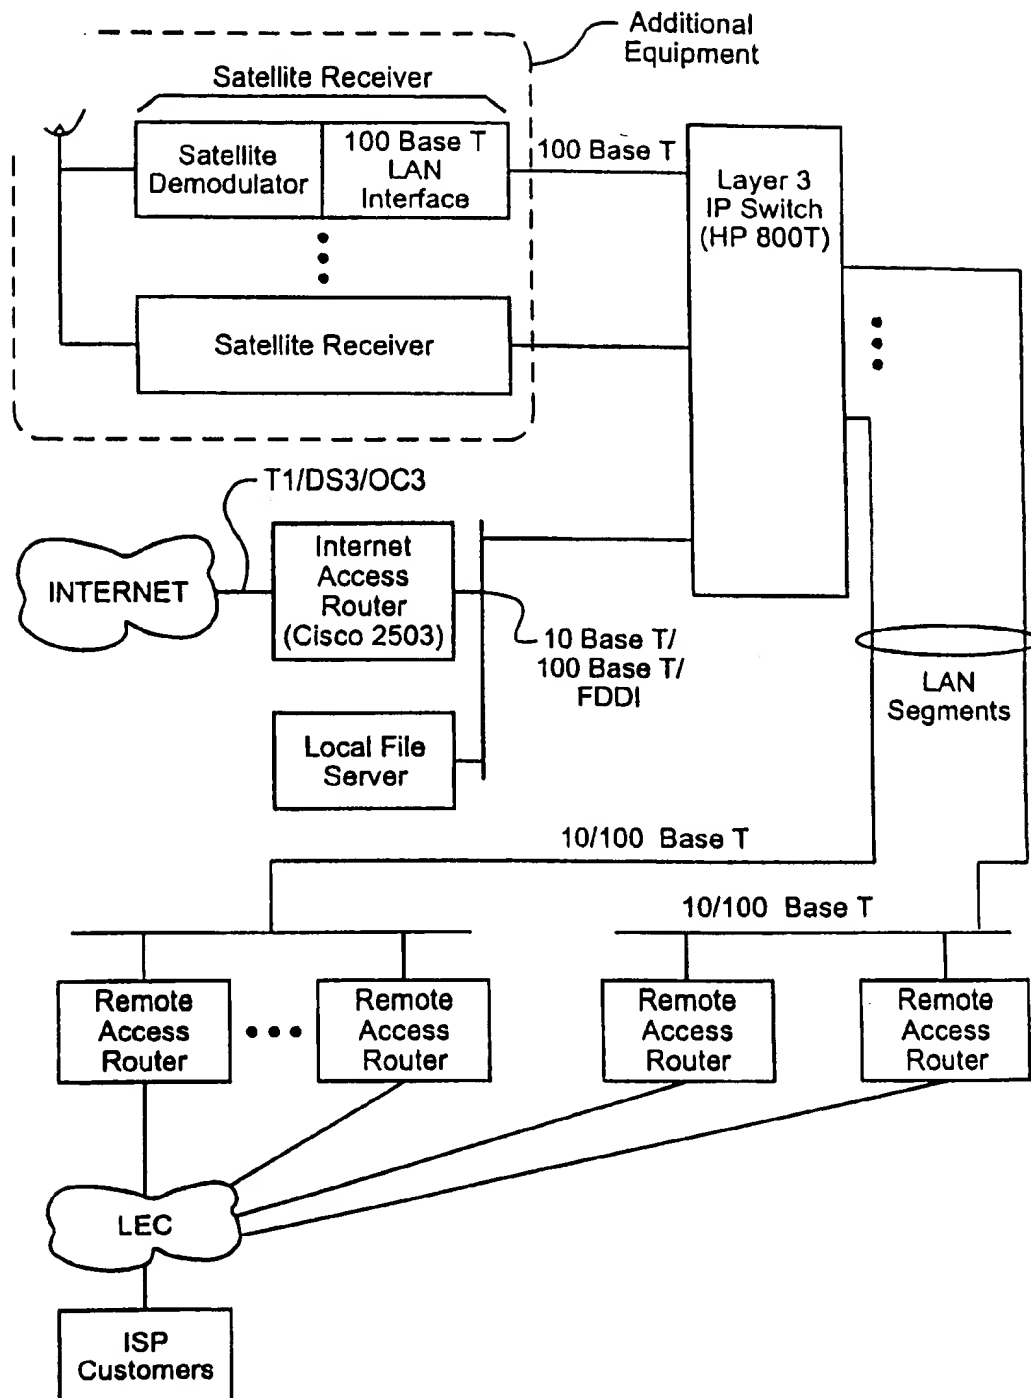 Additional
Equipment
Satellite Receiver
Satellite
Demodulator
100 Base T
LAN
Interface
100 Base T
Layer 3
IP Switch
(HP 800T)
Satellite Receiver
T1/DS3/OC3
INTERNET
Internet
Access
Router
(Cisco 2503)
10 Base T/
100 Base T/
FDDI
LAN
Segments
Local File
Server
10/100 Base T
10/100 Base T
Remote
Access
Router
Remote
Access
Router
Remote
Access
Router
Remote
Access
Router
LEC
ISP
Customers